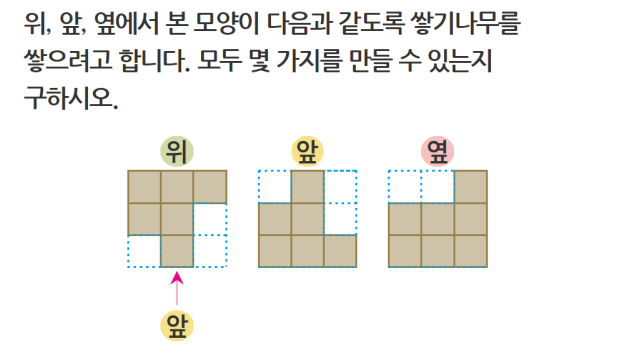 위, 앞, 옆에서 본 모양이 다음과 같도록 쌓기나무를
쌓으려고 합니다. 모두 몇 가지를 만들 수 있는지
구하시오.
위 앞 옆
앞